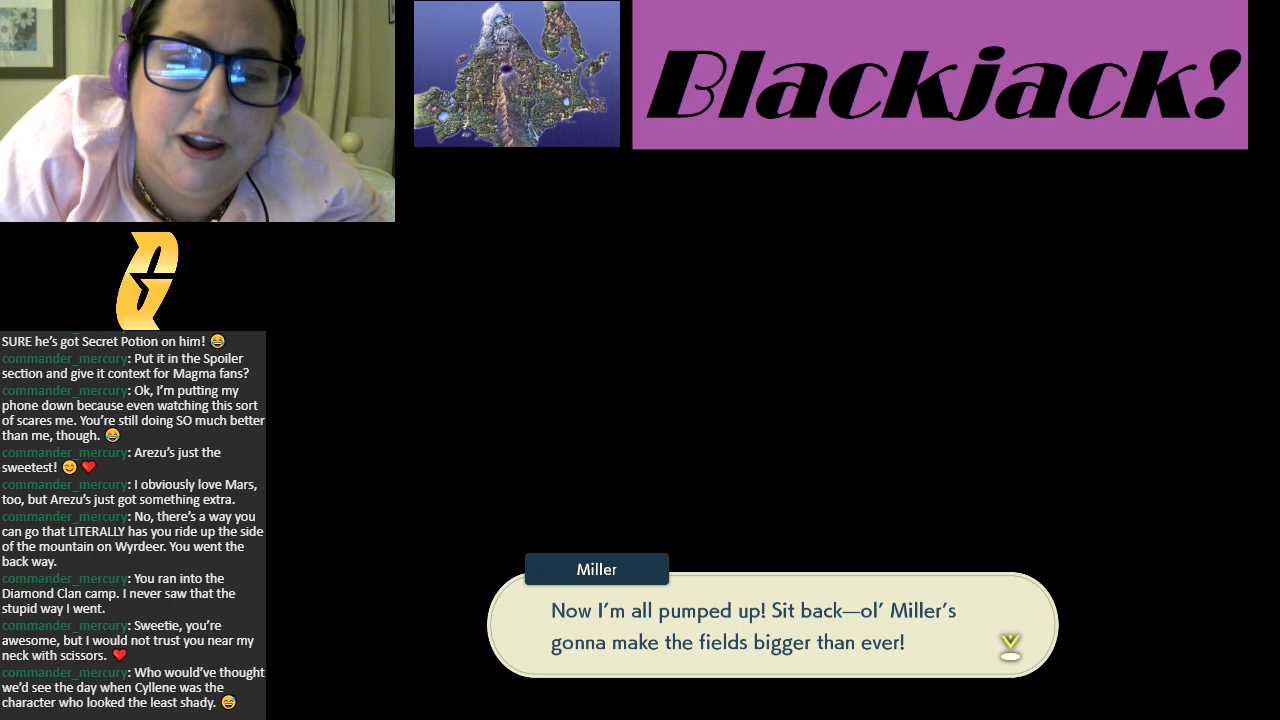 Blackjack!
SURE he's got Secret Potion on him! 😂
commander_mercury: Put it in the Spoiler
section and give it context for Magma fans?
commander_mercury: Ok, I'm putting my
phone down because even watching this sort
of scares me. You're still doing SO much better
than me, though. 😂
commander_mercury: Arezu's just the
sweetest! 😊 ❤️
commander_mercury: I obviously love Mars,
too, but Arezu's just got something extra.
commander_mercury: No, there's a way you
can go that LITERALLY has you ride up the side
of the mountain on Wyrdeer. You went the
back way.
commander_mercury: You ran into the
Diamond Clan camp. I never saw that the
stupid way I went.
commander_mercury: Sweetie, you're
awesome, but I would not trust you near my
neck with scissors. ❤️
commander_mercury: Who would've thought
we'd see the day when Cyllene was the
character who looked the least shady. 😅
Miller
Now I'm all pumped up! Sit back—ol' Miller's
gonna make the fields bigger than ever!